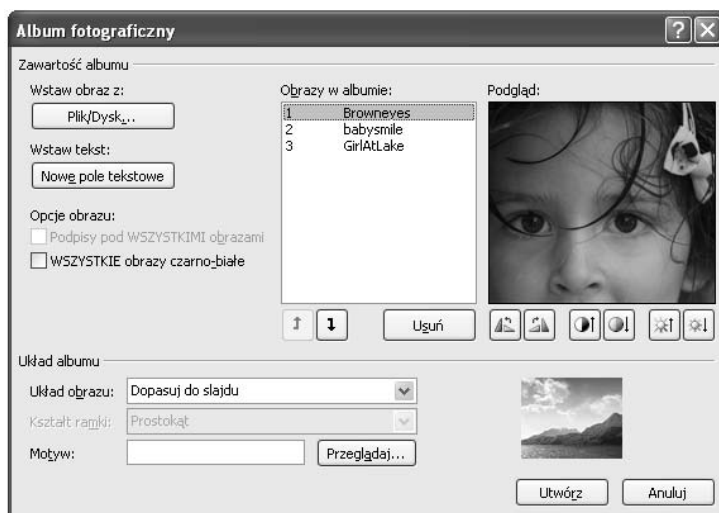 Album fotograficzny
Zawartość albumu
Wstaw obraz z:
Plik/Dysk...
Wstaw tekst:
Nowe pole tekstowe
Opcje obrazu:
Podpisy pod WSZYSTKIMI obrazami
WSZYSTKIE obrazy czarno-białe
Obrazy w albumie:
1 Browneyes
2 babysmile
3 GirlAtLake
Usuń
Podgląd:
Układ albumu
Układ obrazu: Dopasuj do slajdu
Kształt ramki: Prostokąt
Motyw: Przeglądaj...
Utwórz Anuluj